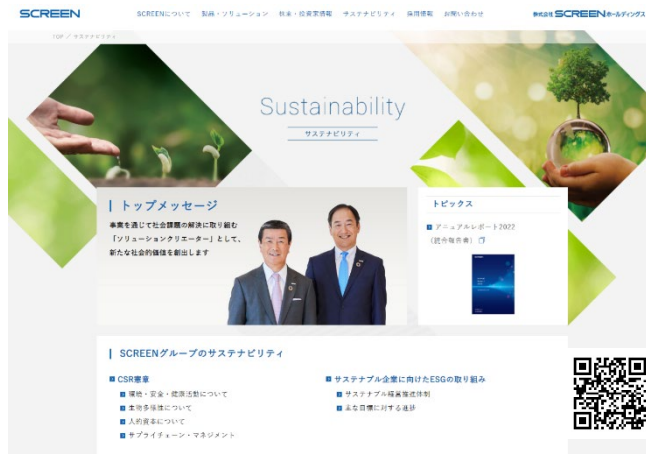 SCREEN
SCREENについて 製品・ソリューション 株主・投資家情報 サステナビリティ 採用情報 お問い合わせ
株式会社SCREENホールディングス
TOP / サステナビリティ
Sustainability
サステナビリティ
トップメッセージ
事業を通じて社会課題の解決に取り組む
「ソリューションクリエーター」として、
新たな社会的価値を創出します
トピックス
アニュアルレポート2022
（統合報告書）
SCREENグループのサステナビリティ
CSR憲章
環境・安全・健康活動について
生物多様性について
人的資本について
サプライチェーン・マネジメント
サステナブル企業に向けたESGの取り組み
サステナブル経営推進体制
主な目標に対する進捗